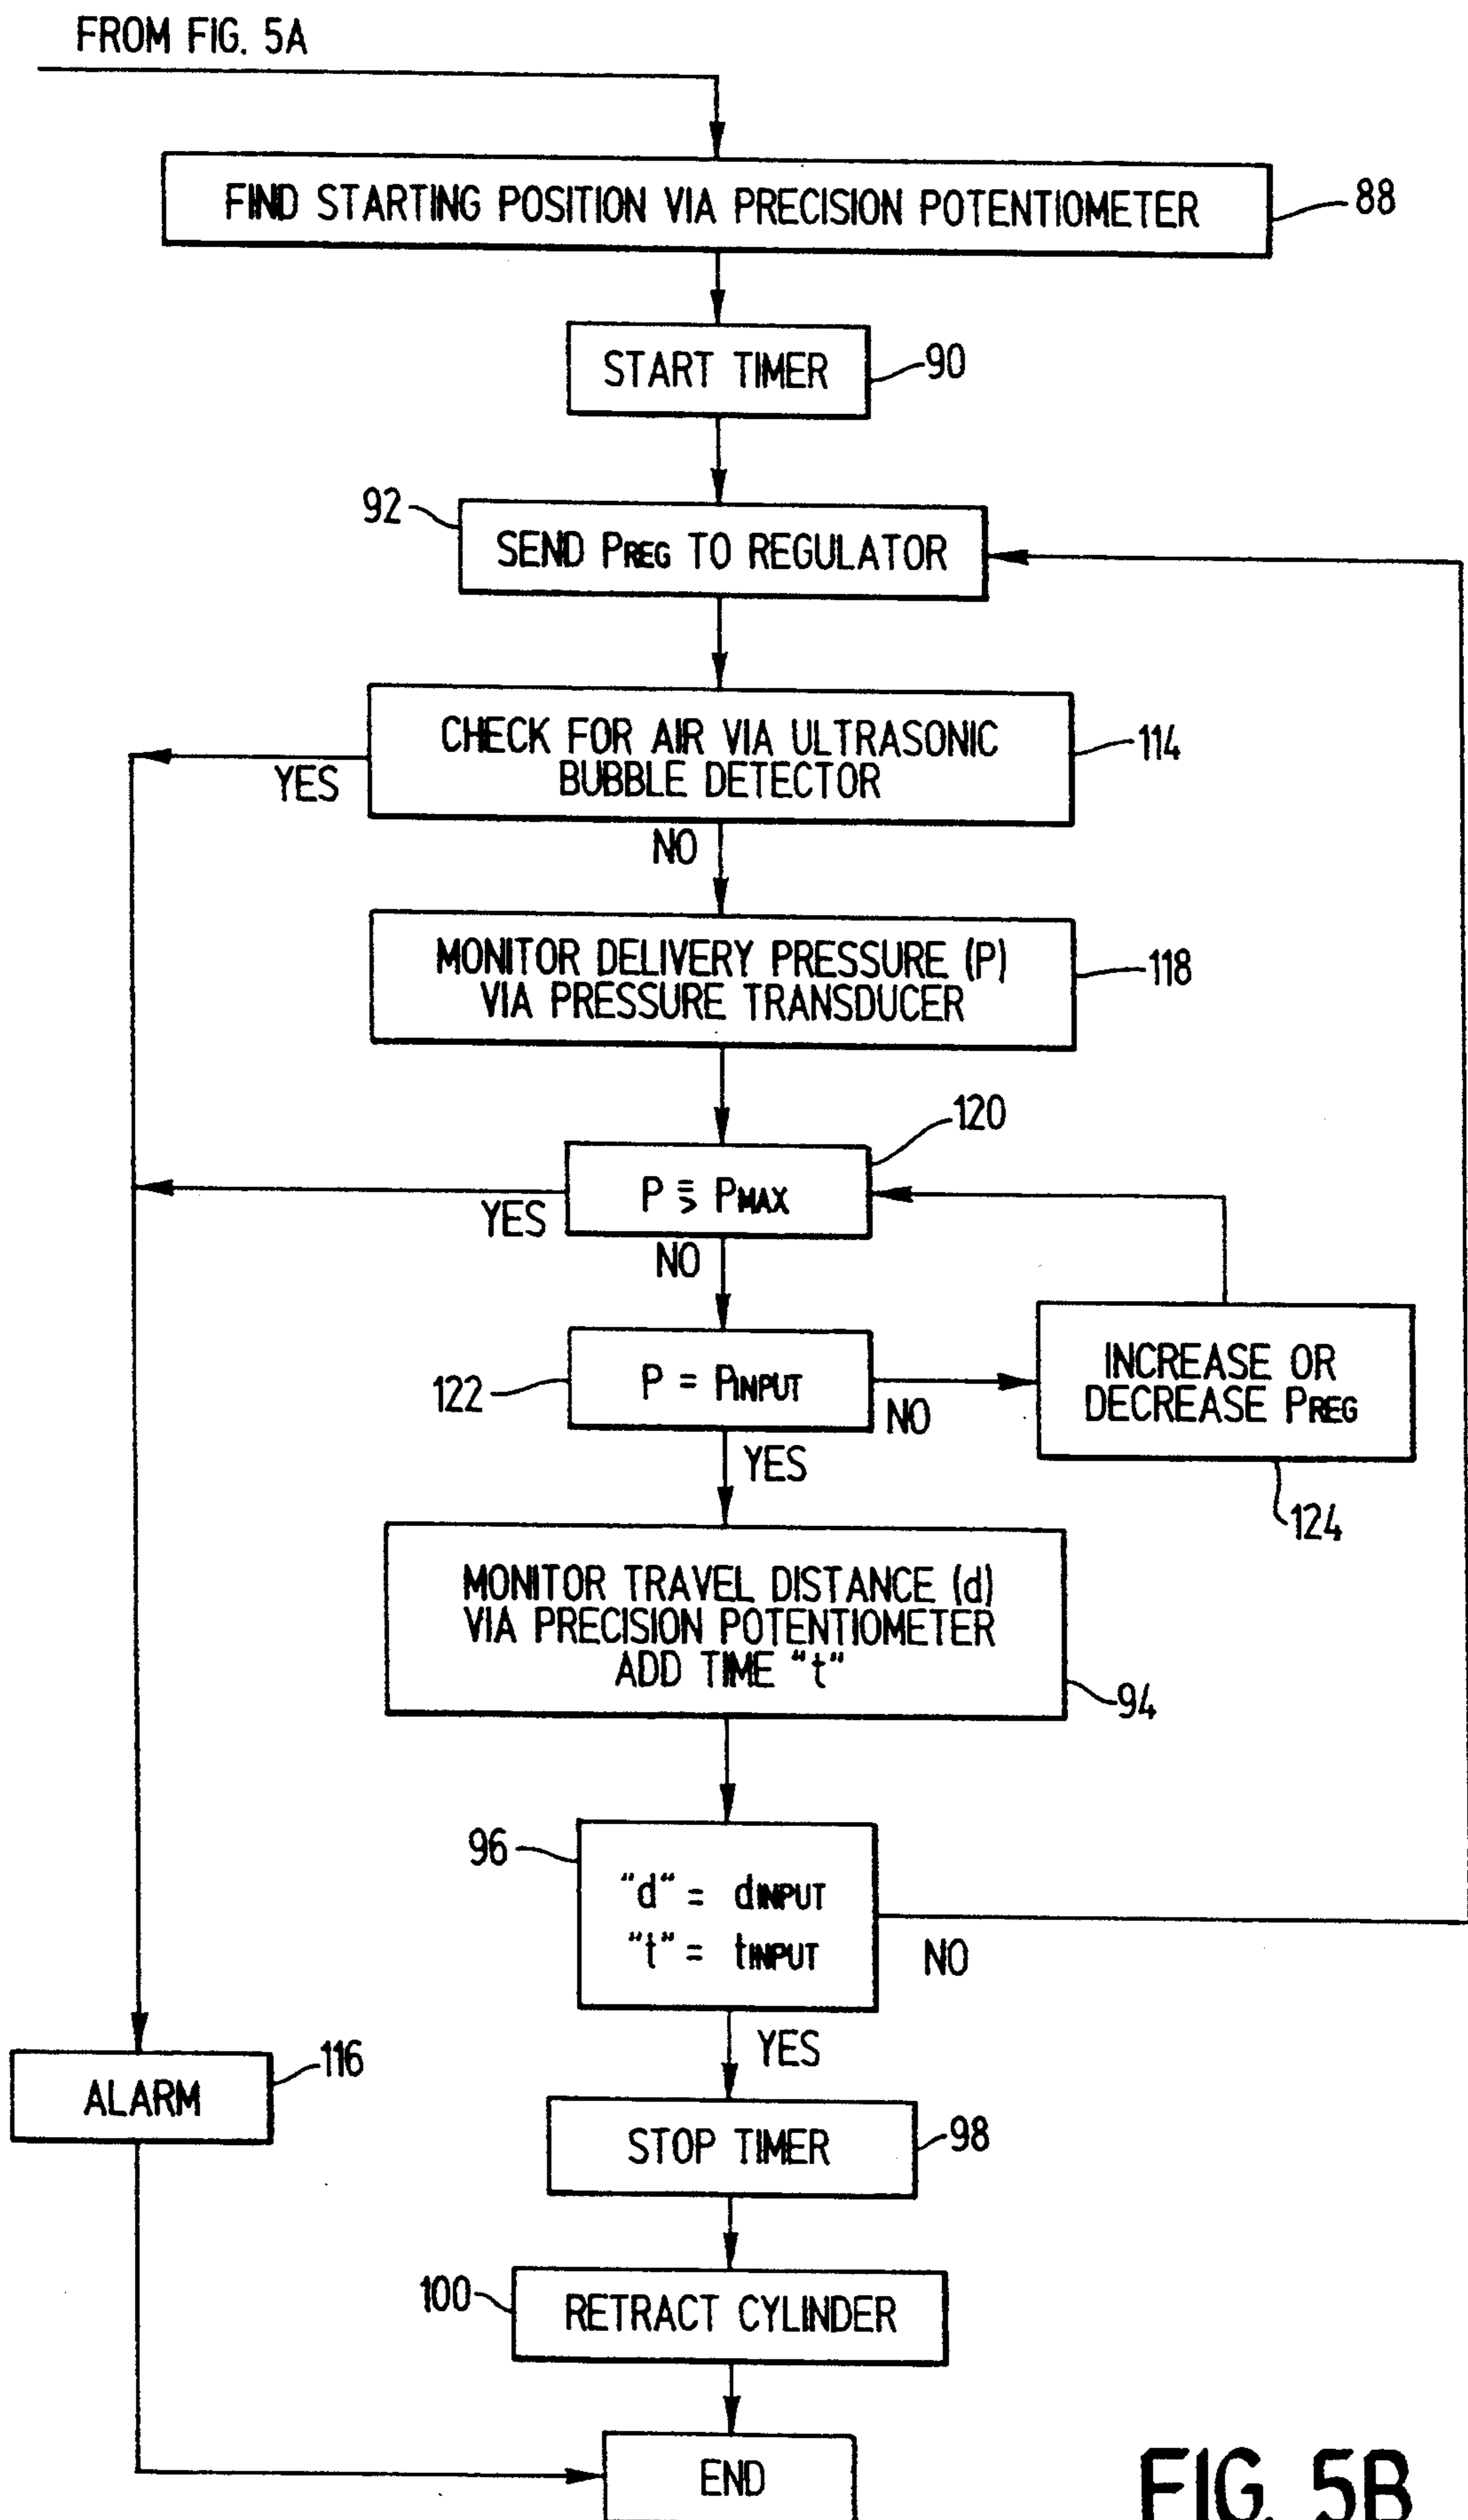 FROM FIG. 5A
FIND STARTING POSITION VIA PRECISION POTENTIOMETER
88
START TIMER
90
92
SEND PREG TO REGULATOR
CHECK FOR AIR VIA ULTRASONIC
BUBBLE DETECTOR
114
YES
NO
MONITOR DELIVERY PRESSURE (P)
VIA PRESSURE TRANSDUCER
118
120
P ⋝ PMAX
YES
NO
122
P = PINPUT
NO
INCREASE OR
DECREASE PREG
124
YES
MONITOR TRAVEL DISTANCE (d)
VIA PRECISION POTENTIOMETER
ADD TIME "t"
94
96
"d" = dINPUT
"t" = tINPUT
NO
YES
ALARM
116
STOP TIMER
98
100
RETRACT CYLINDER
END
FIG. 5B